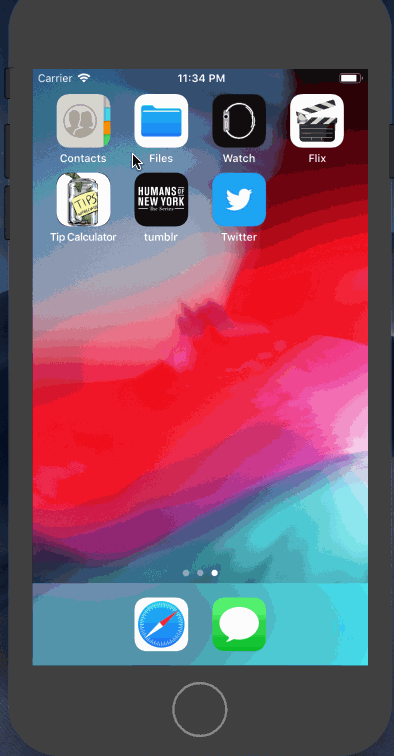 Carrier 11:34 PM
Contacts Files Watch Flix
TIPS
HUMANS OF
NEW YORK
the Series
Tip Calculator tumblr Twitter